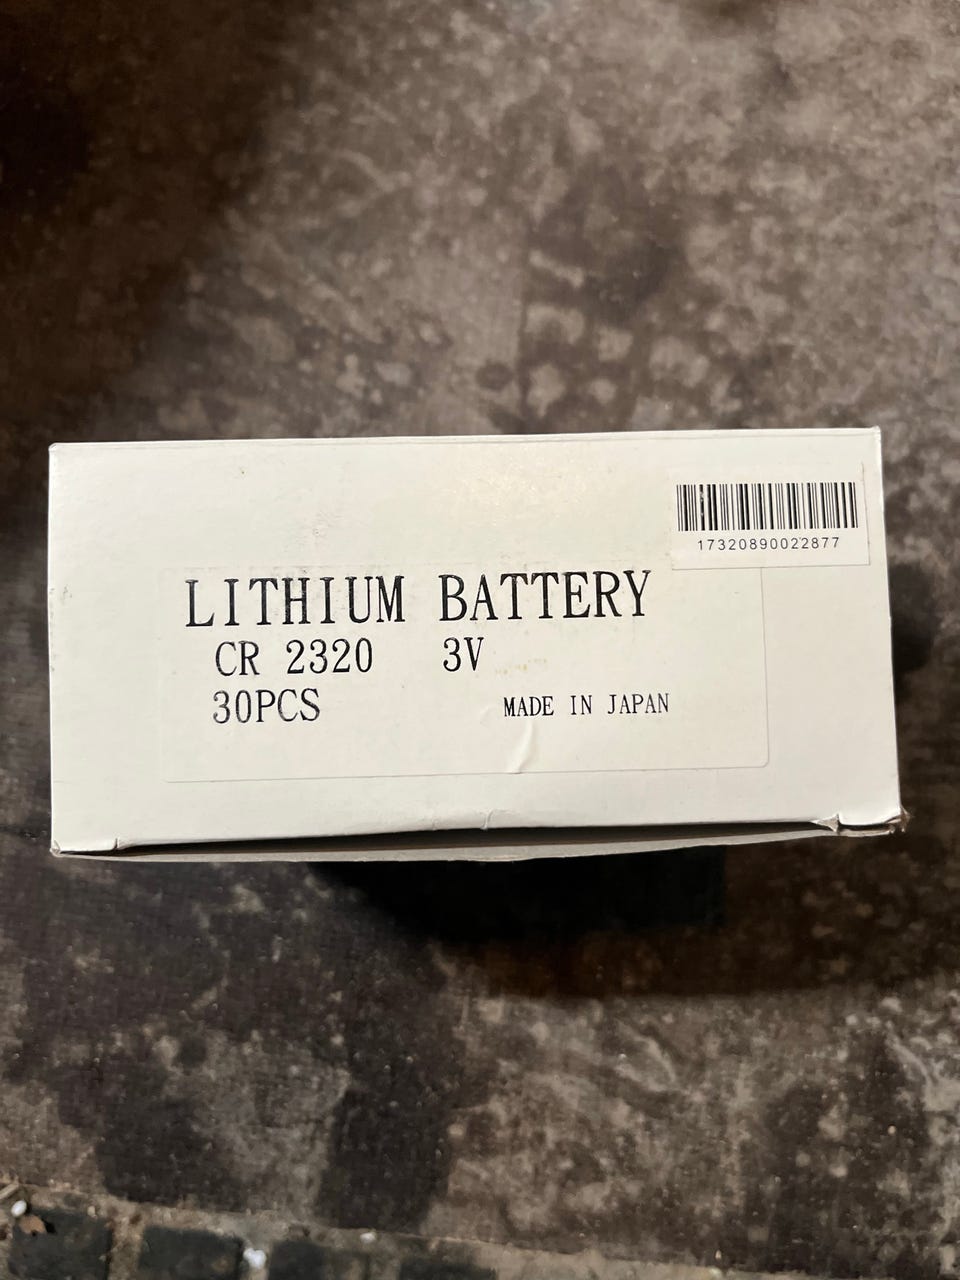 17320890022877
LITHIUM BATTERY
CR 2320 3V
30PCS MADE IN JAPAN